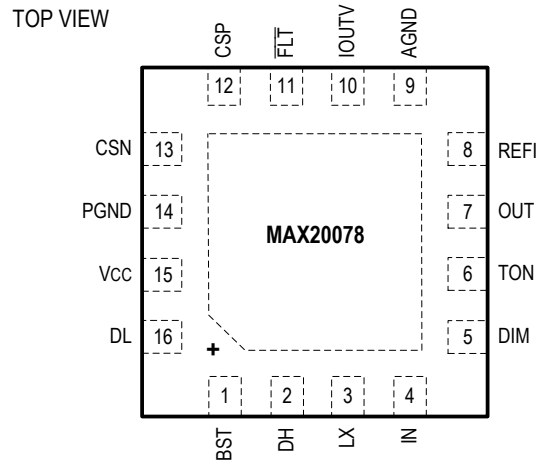 TOP VIEW
CSP
FLT
IOUTV
AGND
12
11
10
9
CSN 13
8 REFI
PGND 14
7 OUT
MAX20078
VCC 15
6 TON
DL 16
5 DIM
+
1
2
3
4
BST
DH
LX
IN